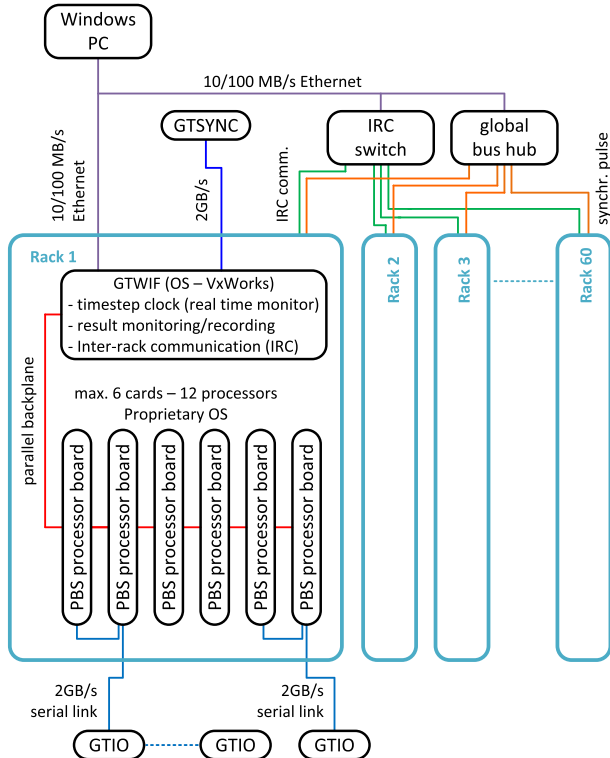 Windows
PC
10/100 MB/s Ethernet
GTSYNC
IRC
switch
global
bus hub
10/100 MB/s
Ethernet
2GB/s
IRC comm.
synchr. pulse
Rack 1
Rack 2
Rack 3
Rack 60
GTWIF (OS – VxWorks)
- timestep clock (real time monitor)
- result monitoring/recording
- Inter-rack communication (IRC)
parallel backplane
max. 6 cards – 12 processors
Proprietary OS
PBS processor board
PBS processor board
PBS processor board
PBS processor board
PBS processor board
PBS processor board
2GB/s
serial link
2GB/s
serial link
GTIO
GTIO
GTIO